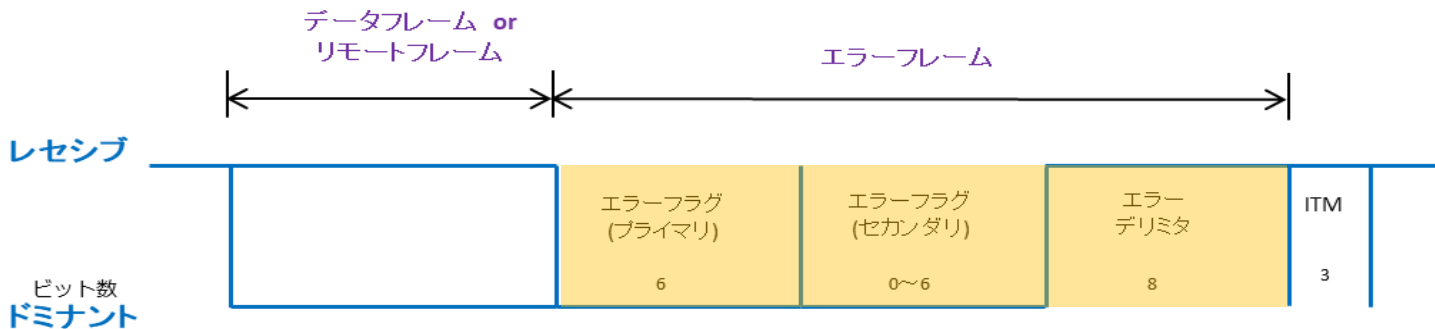 データフレーム or
リモートフレーム
エラーフレーム
レセシブ
エラーフラグ
(プライマリ)
6
エラーフラグ
(セカンダリ)
0～6
エラー
デリミタ
8
ITM
3
ビット数
ドミナント